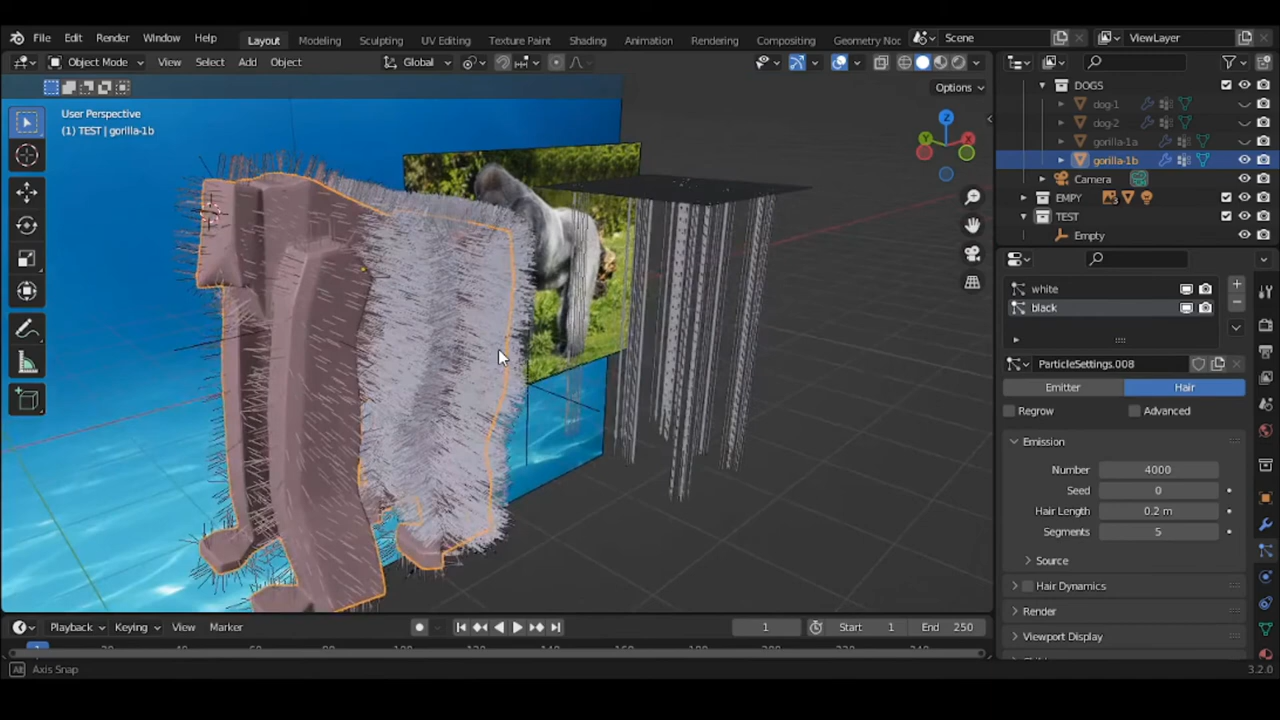 File Edit Render Window Help Layout Modeling Sculpting UV Editing Texture Paint Shading Animation Rendering Compositing Geometry Noc Scene ViewLayer
Object Mode View Select Add Object Global
Options
User Perspective
(1) TEST | gorilla-1b
Z
Y
X
DOGS
dog-1
dog-2
gorilla-1a
gorilla-1b
Camera
EMPY
3
TEST
Empty
white
black
ParticleSettings.008
Emitter Hair
Regrow Advanced
Emission
Number 4000
Seed 0
Hair Length 0.2 m
Segments 5
Source
Hair Dynamics
Render
Viewport Display
Playback Keying View Marker 1 Start 1 End 250
1
Alt Axis Snap 3.2.0